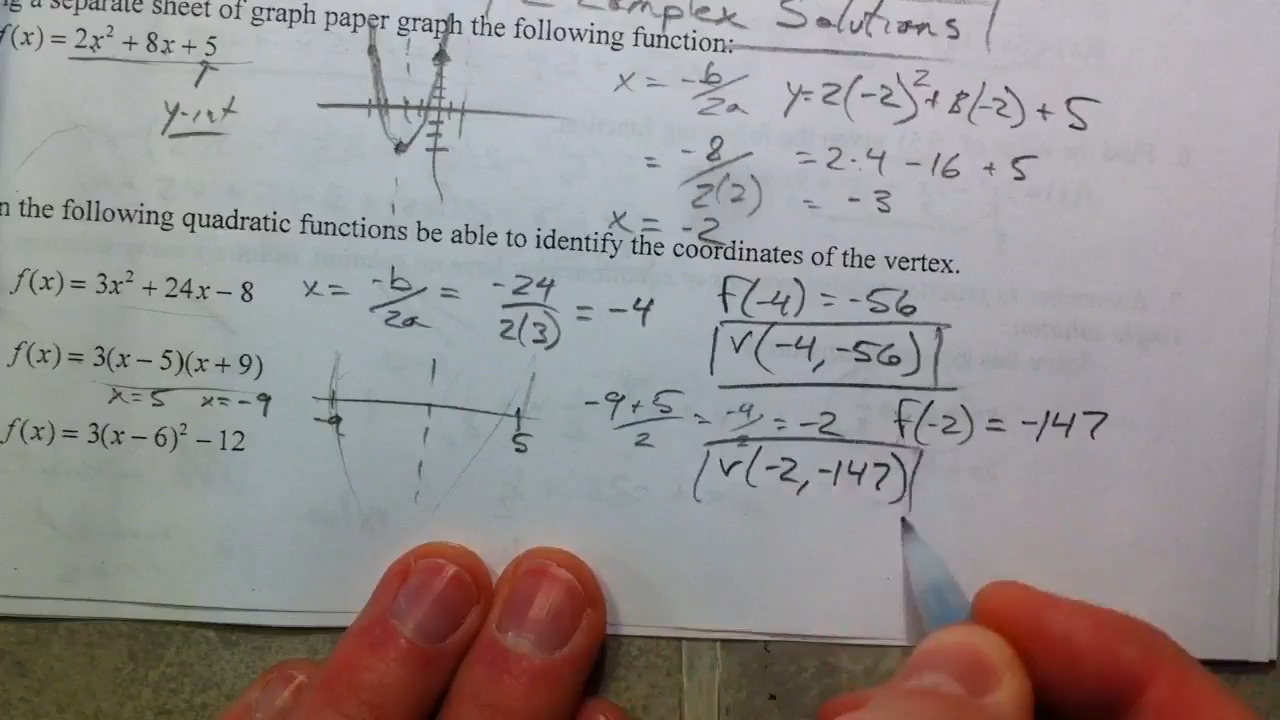 Complex Solutions
a separate sheet of graph paper graph the following function:
f(x) = 2x² + 8x + 5
y-int
x = -b/2a y = 2(-2)² + 8(-2) + 5
= -8/2(2) = 2·4 - 16 + 5
= -3
x = -2
the following quadratic functions be able to identify the coordinates of the vertex.
f(x) = 3x² + 24x – 8 x = -b/2a = -24/2(3) = -4 f(-4) = -56
V(-4, -56)
f(x) = 3(x – 5)(x + 9)
x = 5 x = -9
-9 5
-9+5/2 = -4/2 = -2 f(-2) = -147
V(-2, -147)
f(x) = 3(x – 6)² – 12